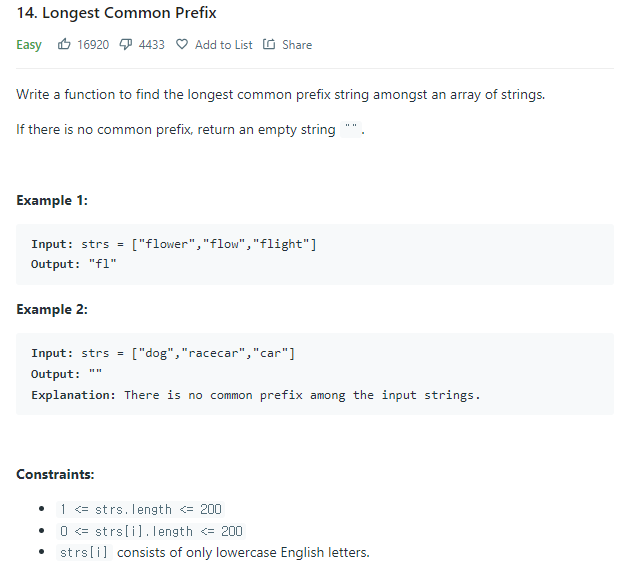 14. Longest Common Prefix
Easy 16920 4433 Add to List Share
Write a function to find the longest common prefix string amongst an array of strings.
If there is no common prefix, return an empty string "".
Example 1:
Input: strs = ["flower","flow","flight"]
Output: "fl"
Example 2:
Input: strs = ["dog","racecar","car"]
Output: ""
Explanation: There is no common prefix among the input strings.
Constraints:
• 1 <= strs.length <= 200
• 0 <= strs[i].length <= 200
• strs[i] consists of only lowercase English letters.